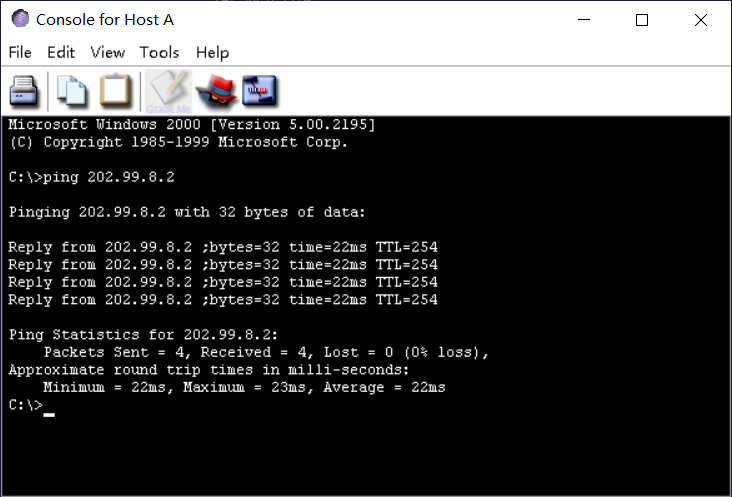 Console for Host A
File Edit View Tools Help
Grade Me
Microsoft Windows 2000 [Version 5.00.2195]
(C) Copyright 1985-1999 Microsoft Corp.
C:\>ping 202.99.8.2
Pinging 202.99.8.2 with 32 bytes of data:
Reply from 202.99.8.2 ;bytes=32 time=22ms TTL=254
Reply from 202.99.8.2 ;bytes=32 time=22ms TTL=254
Reply from 202.99.8.2 ;bytes=32 time=22ms TTL=254
Reply from 202.99.8.2 ;bytes=32 time=22ms TTL=254
Ping Statistics for 202.99.8.2:
Packets Sent = 4, Received = 4, Lost = 0 (0% loss),
Approximate round trip times in milli-seconds:
Minimum = 22ms, Maximum = 23ms, Average = 22ms
C:\>